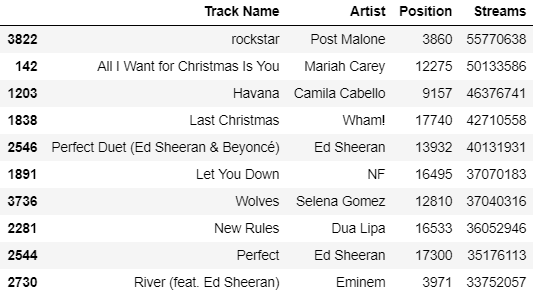 Track Name Artist Position Streams
3822 rockstar Post Malone 3860 55770638
142 All I Want for Christmas Is You Mariah Carey 12275 50133586
1203 Havana Camila Cabello 9157 46376741
1838 Last Christmas Wham! 17740 42710558
2546 Perfect Duet (Ed Sheeran & Beyoncé) Ed Sheeran 13932 40131931
1891 Let You Down NF 16495 37070183
3736 Wolves Selena Gomez 12810 37040316
2281 New Rules Dua Lipa 16533 36052946
2544 Perfect Ed Sheeran 17300 35176113
2730 River (feat. Ed Sheeran) Eminem 3971 33752057